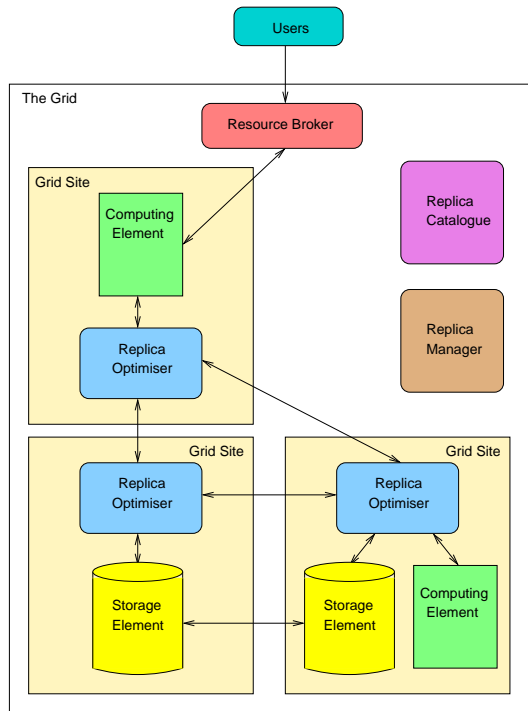 Users
The Grid
Resource Broker
Grid Site
Computing
Element
Replica
Catalogue
Replica
Optimiser
Replica
Manager
Grid Site
Replica
Optimiser
Storage
Element
Grid Site
Replica
Optimiser
Storage
Element
Computing
Element